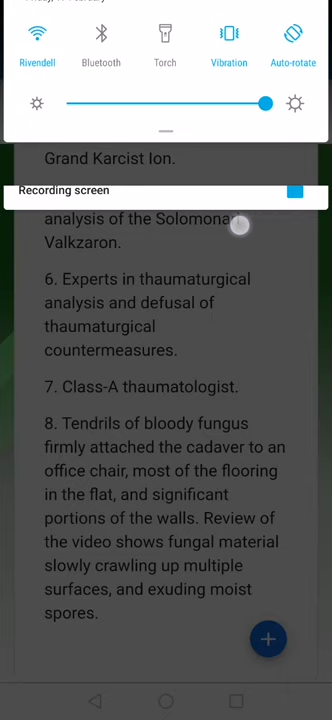 Rivendell Bluetooth Torch Vibration Auto-rotate
Grand Karcist Ion.
Recording screen
analysis of the
Valkzaron.
6. Experts in thaumaturgical
analysis and defusal of
thaumaturgical
countermeasures.
7. Class-A thaumatologist.
8. Tendrils of bloody fungus
firmly attached the cadaver to an
office chair, most of the flooring
in the flat, and significant
portions of the walls. Review of
the video shows fungal material
slowly crawling up multiple
surfaces, and exuding moist
spores.